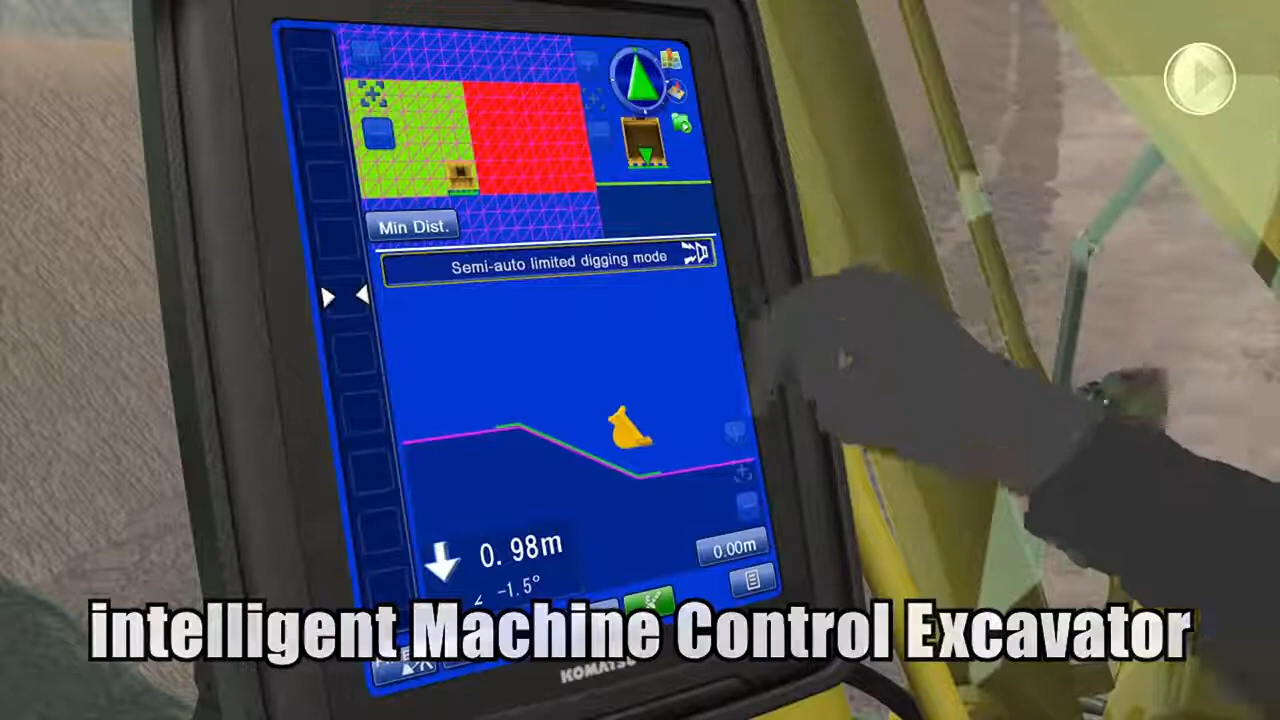 Min Dist.
Semi-auto limited digging mode
0.98m
-1.5°
0.00m
intelligent Machine Control Excavator
KOMATSU